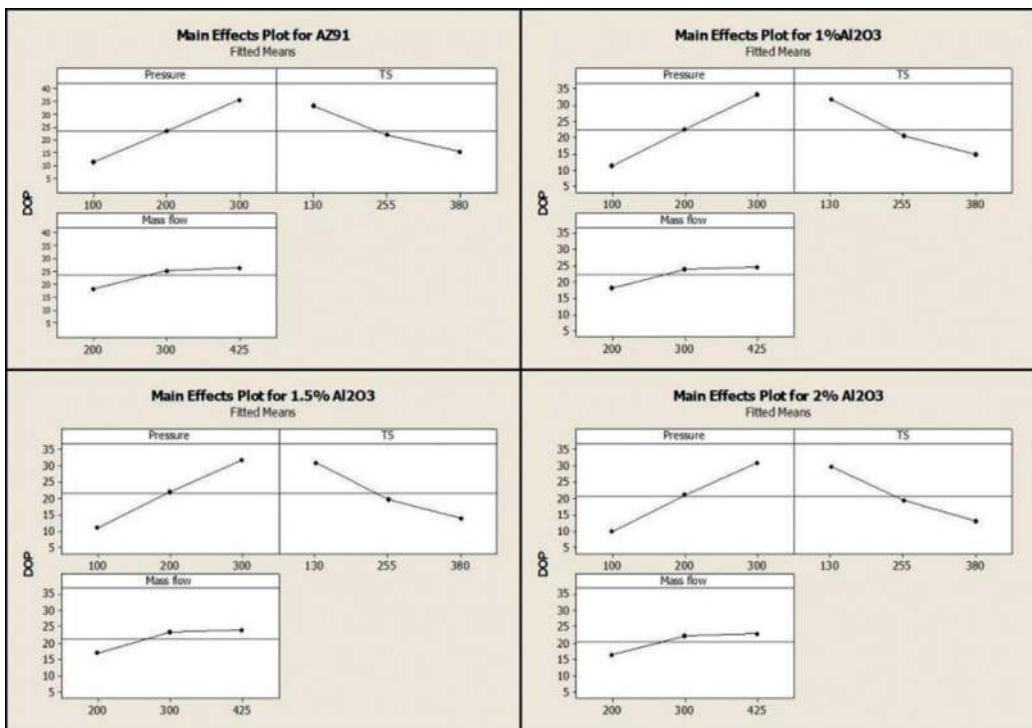 Main Effects Plot for AZ91
Fitted Means
Pressure TS
40
35
30
25
20
15
10
5
100 200 300 130 255 380
DOP
Mass flow
40
35
30
25
20
15
10
5
200 300 425
Main Effects Plot for 1%Al2O3
Fitted Means
Pressure TS
35
30
25
20
15
10
5
100 200 300 130 255 380
DOP
Mass flow
35
30
25
20
15
10
5
200 300 425
Main Effects Plot for 1.5% Al2O3
Fitted Means
Pressure TS
35
30
25
20
15
10
5
100 200 300 130 255 380
DOP
Mass flow
35
30
25
20
15
10
5
200 300 425
Main Effects Plot for 2% Al2O3
Fitted Means
Pressure TS
35
30
25
20
15
10
5
100 200 300 130 255 380
DOP
Mass flow
35
30
25
20
15
10
5
200 300 425